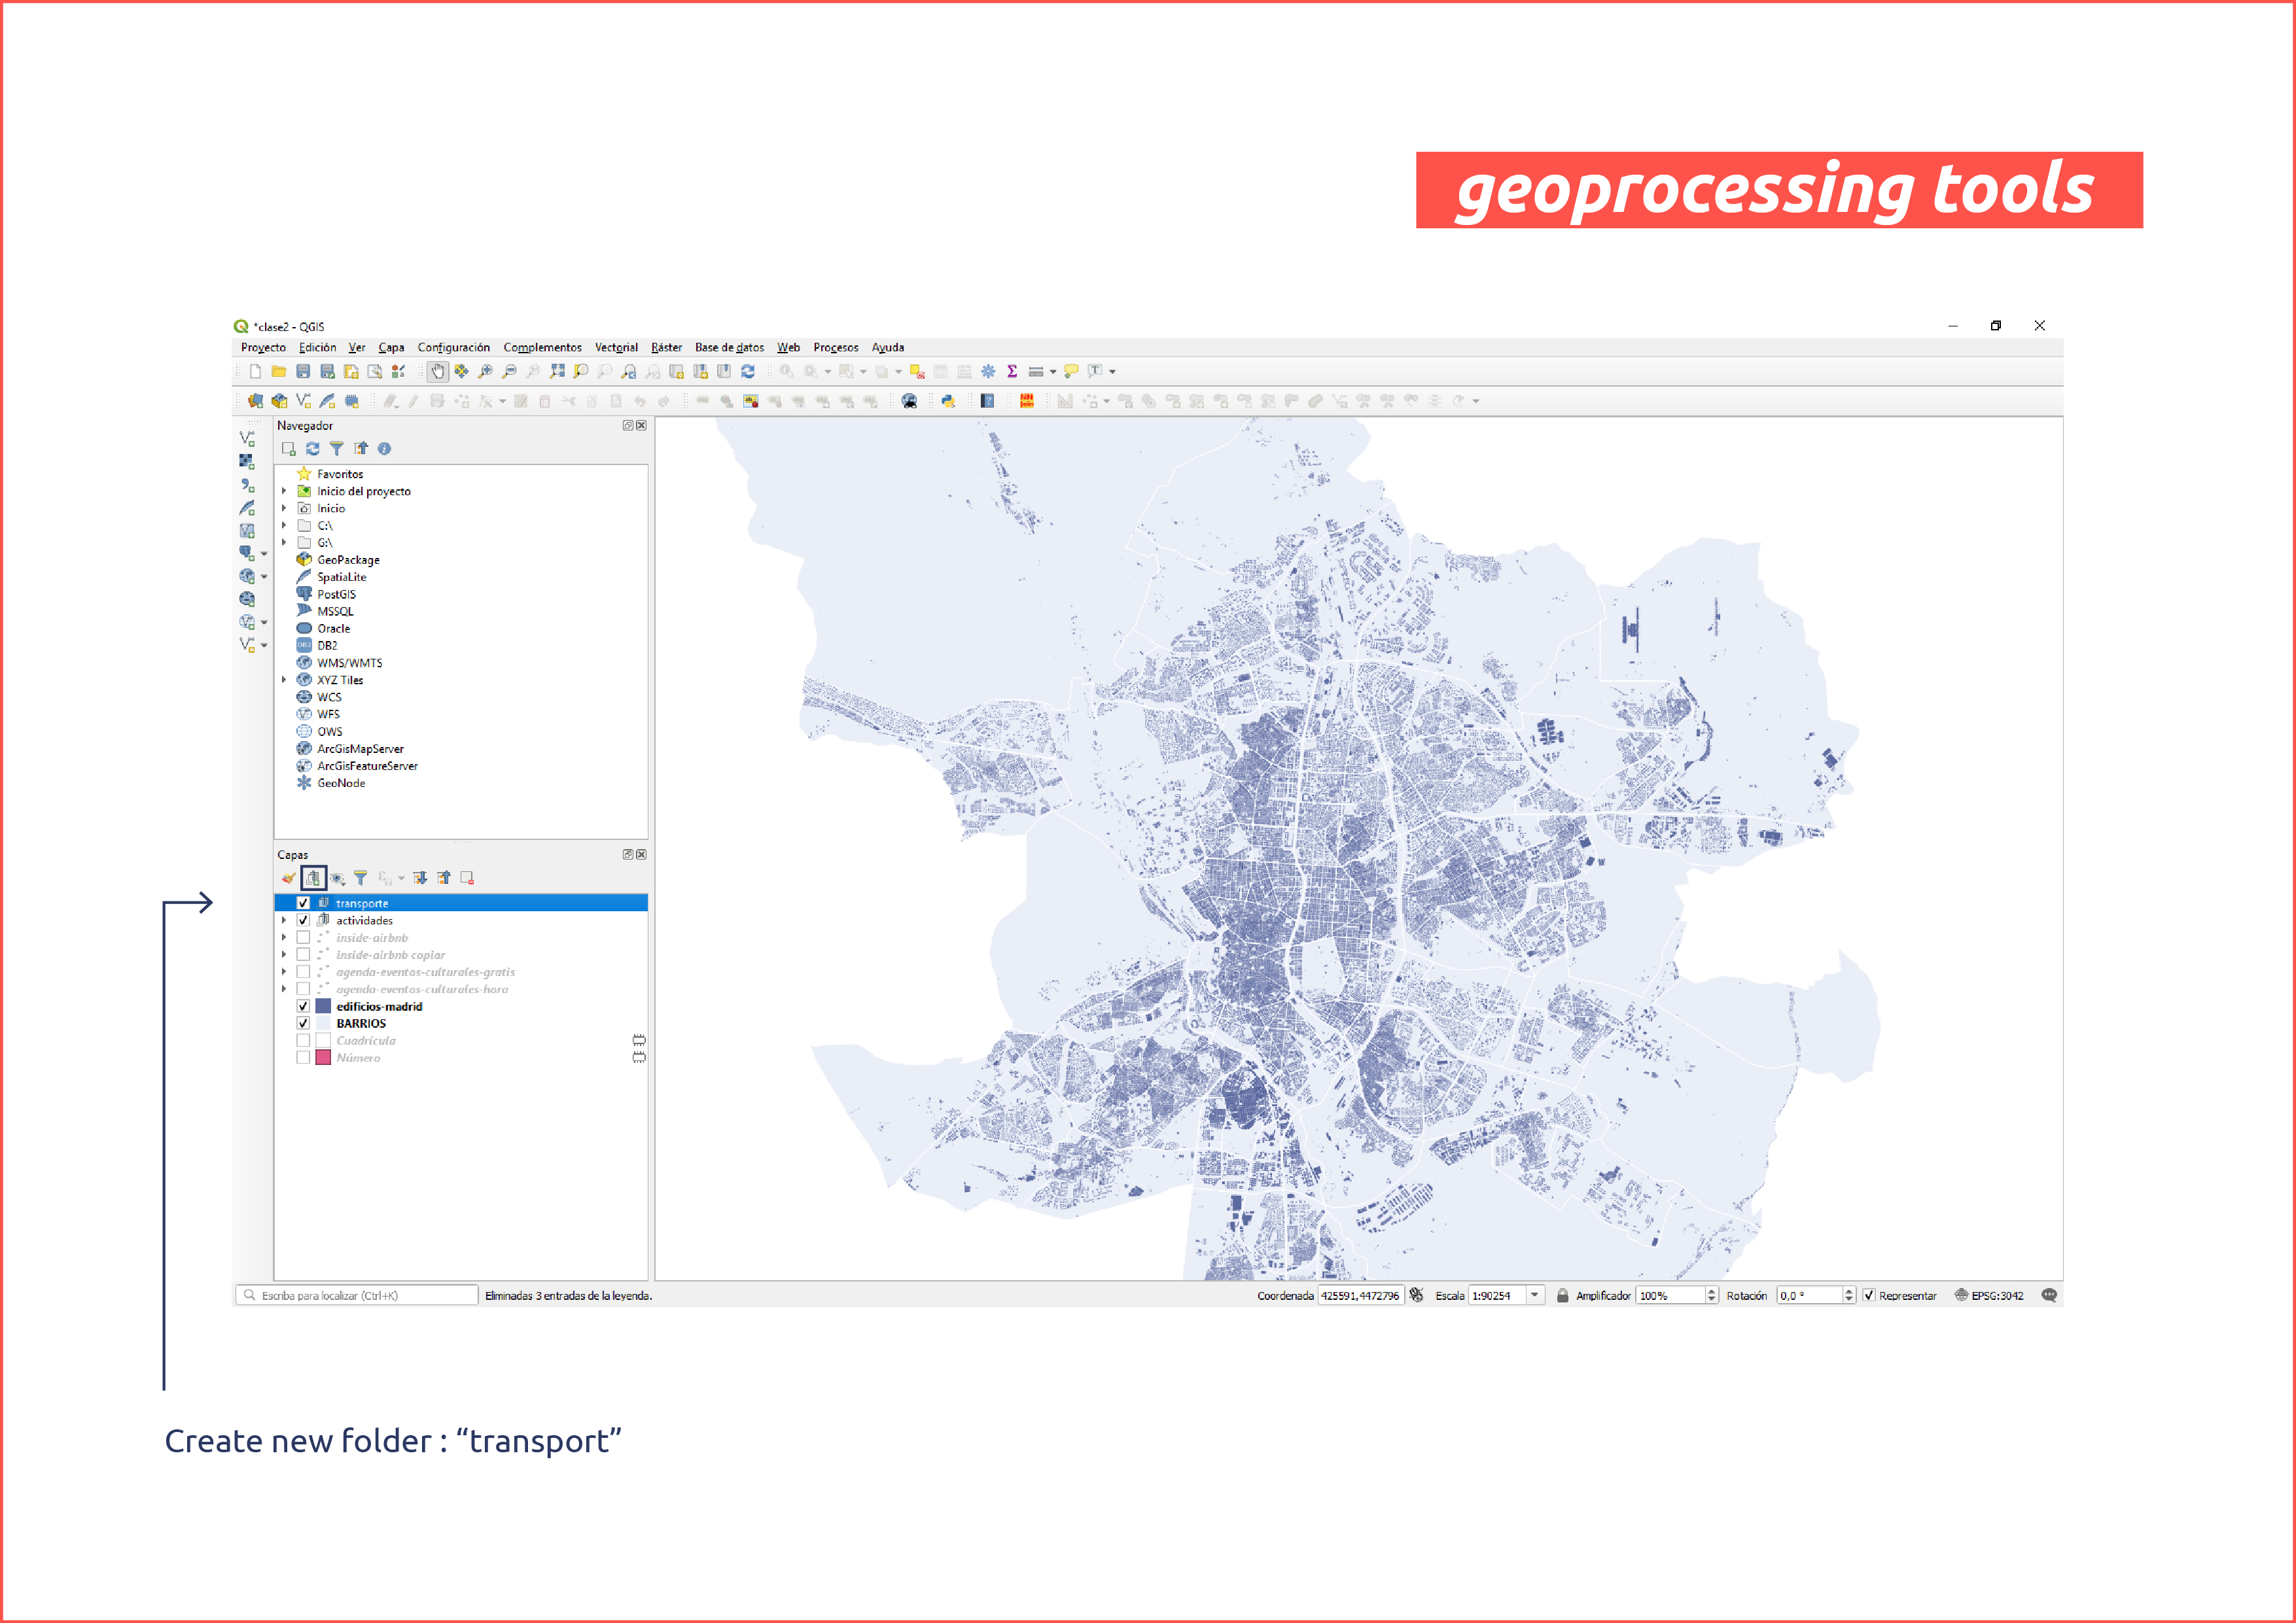 geoprocessing tools
*clase2 - QGIS
Proyecto Edición Ver Capa Configuración Complementos Vectorial Ráster Base de datos Web Procesos Ayuda
Navegador
Favoritos
Inicio del proyecto
Inicio
C:\
G:\
GeoPackage
SpatiaLite
PostGIS
MSSQL
Oracle
DB2
WMS/WMTS
XYZ Tiles
WCS
WFS
OWS
ArcGisMapServer
ArcGisFeatureServer
GeoNode
Capas
transporte
actividades
inside-airbnb
inside-airbnb copiar
agenda-eventos-culturales-gratis
agenda-eventos-culturales-hora
edificios-madrid
BARRIOS
Cuadrícula
Número
Escriba para localizar (Ctrl+K) Eliminadas 3 entradas de la leyenda. Coordenada 425591,4472796 Escala 1:90254 Amplificador 100% Rotación 0,0 ° Representar EPSG:3042
Create new folder : “transport”